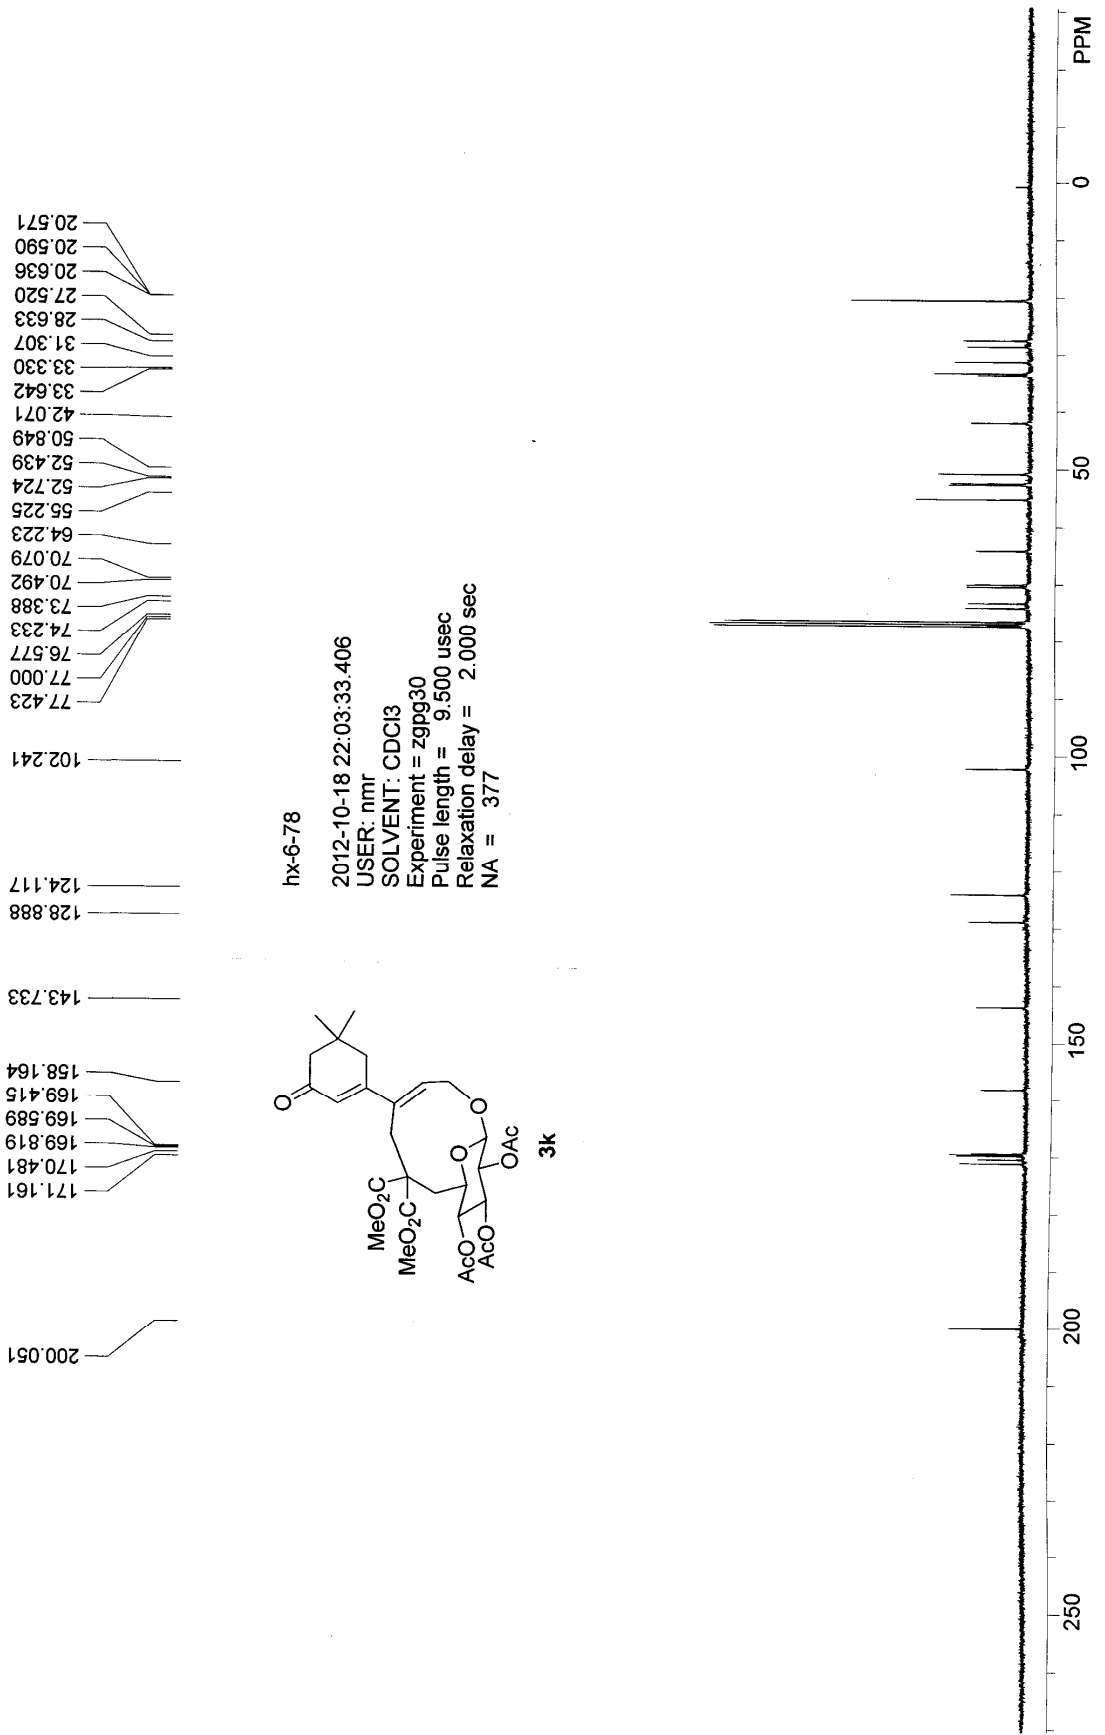 200.051
171.161
170.481
169.819
169.589
169.415
158.164
143.733
128.888
124.117
102.241
77.423
77.000
76.577
74.233
73.388
70.492
70.079
64.223
55.225
52.724
52.439
50.849
42.071
33.642
33.330
31.307
28.633
27.520
20.636
20.590
20.571
hx-6-78
2012-10-18 22:03:33.406
USER: nmr
SOLVENT: CDCl3
Experiment = zgpg30
Pulse length = 9.500 usec
Relaxation delay = 2.000 sec
NA = 377
O
MeO2C
MeO2C
O
O
AcO
AcO
OAc
3k
250
200
150
100
50
0
PPM